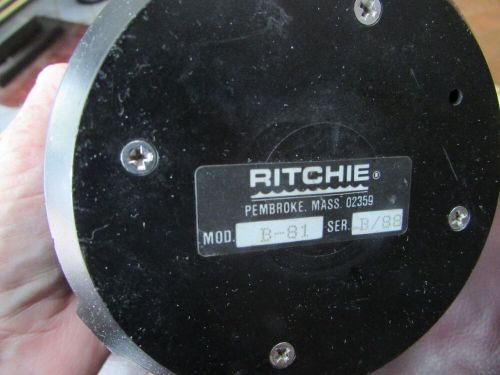 RITCHIE®
PEMBROKE, MASS. 02359
MOD. B-81 SER. B/88